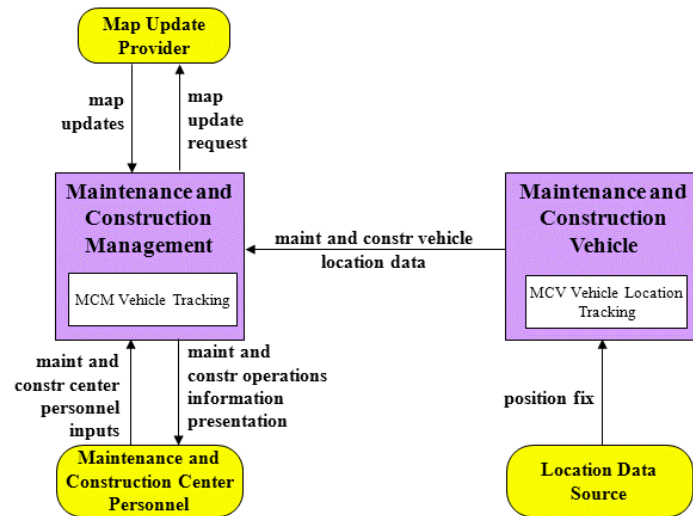 Map Update
Provider
map
updates
map
update
request
Maintenance and
Construction
Management
MCM Vehicle Tracking
maint and constr vehicle
location data
Maintenance and
Construction
Vehicle
MCV Vehicle Location
Tracking
maint and
constr center
personnel
inputs
maint and
constr operations
information
presentation
position fix
Maintenance and
Construction Center
Personnel
Location Data
Source